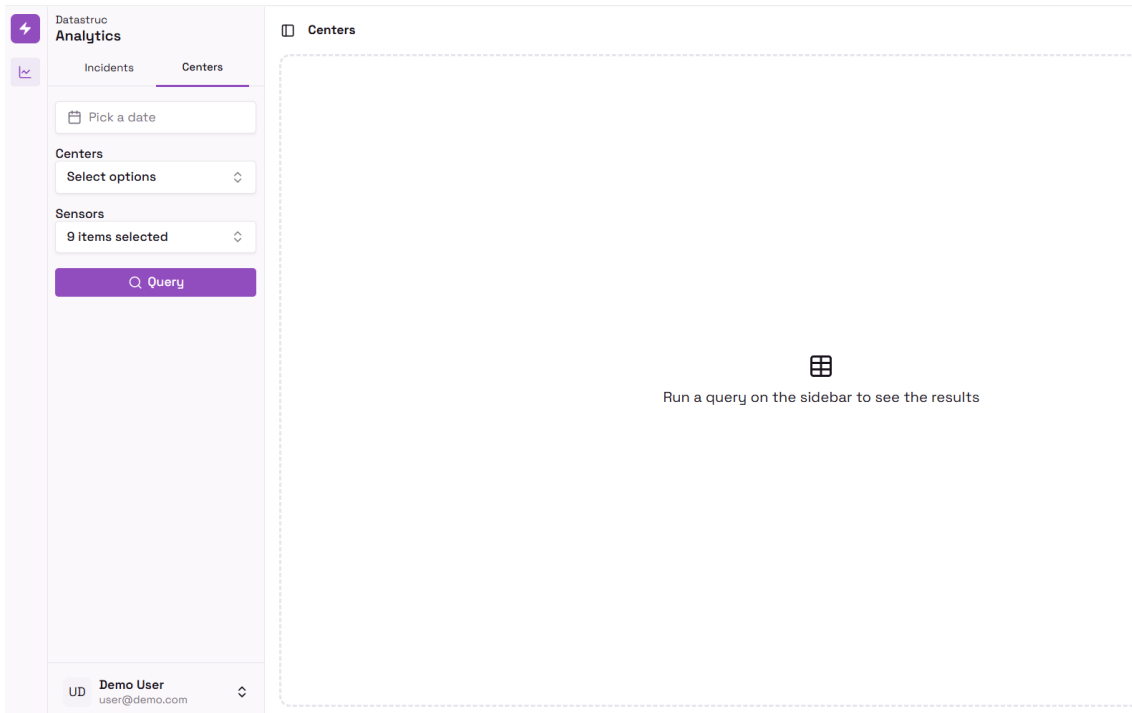 Datastruc
Analytics
Incidents
Centers
Pick a date
Centers
Select options
Sensors
9 items selected
Query
UD
Demo User
user@demo.com
Centers
Run a query on the sidebar to see the results